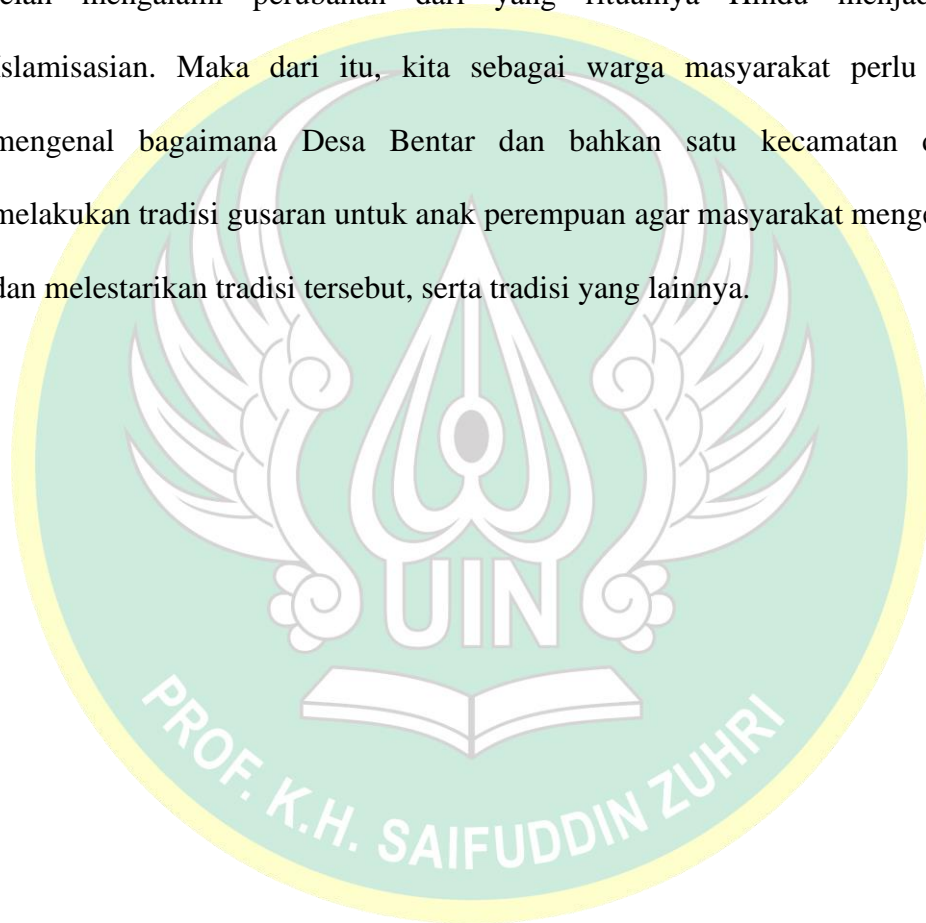 telah mengalami perubahan dari yang ritualnya Hindu
Islamisasian. Maka dari itu, kita sebagai warga masyarakat perlu
mengenal bagaimana Desa Bentar dan bahkan satu kecamatan
melakukan tradisi gusaran untuk anak perempuan agar masyarakat
dan melestarikan tradisi tersebut, serta tradisi yang lainnya.
UIN
PROF. K.H. SAIFUDDIN ZUHRI